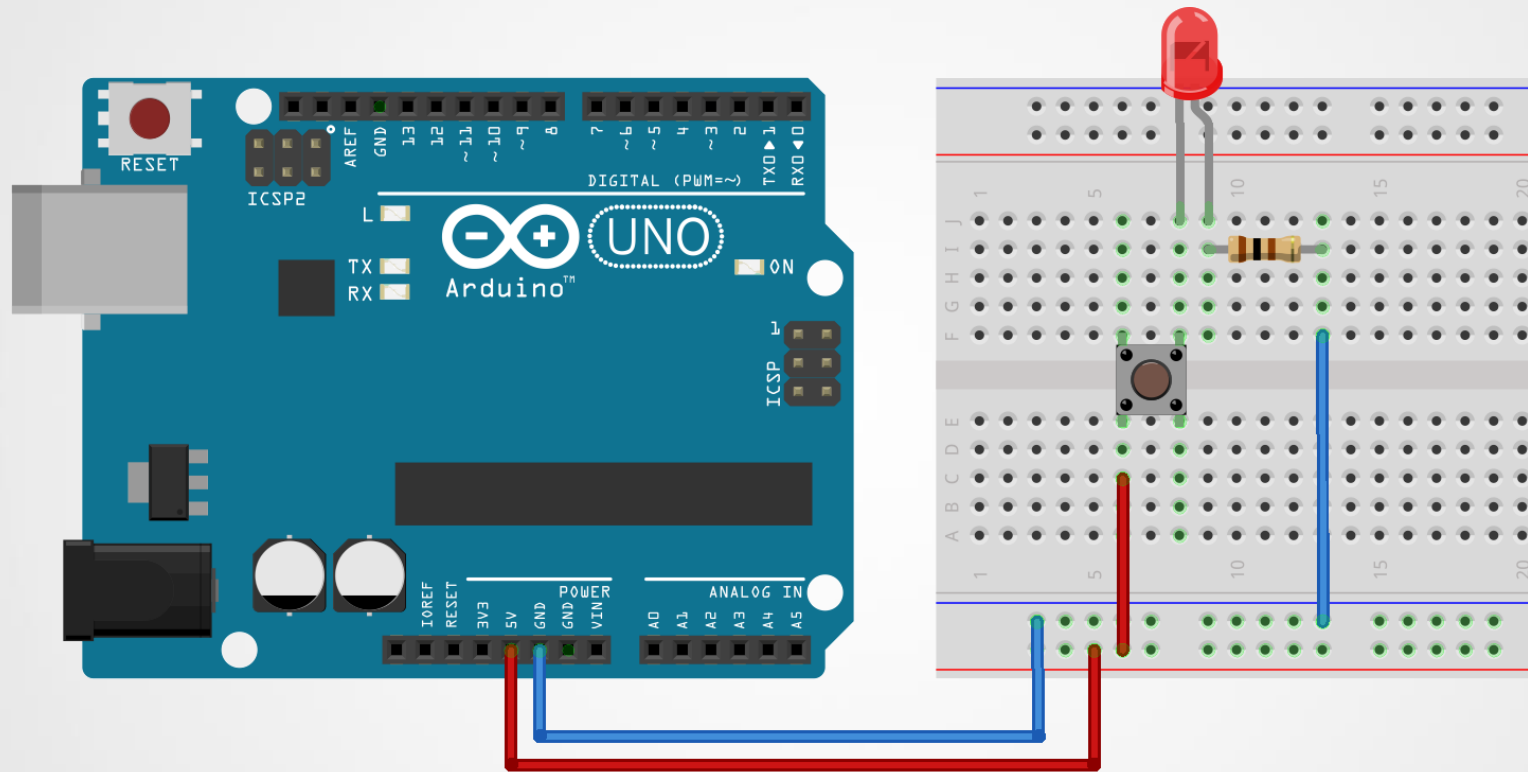 RESET
ICSP2
AREF
GND
13
12
~11
~10
~9
8
7
~6
~5
4
~3
2
TX0▶1
RX0◀0
DIGITAL (PWM=~)
L
TX
RX
UNO
Arduino™
ON
1
ICSP
IOREF
RESET
3V3
5V
GND
GND
VIN
POWER
ANALOG IN
A0
A1
A2
A3
A4
A5
1
5
10
15
20
J
I
H
G
F
E
D
C
B
A
1
5
10
15
20